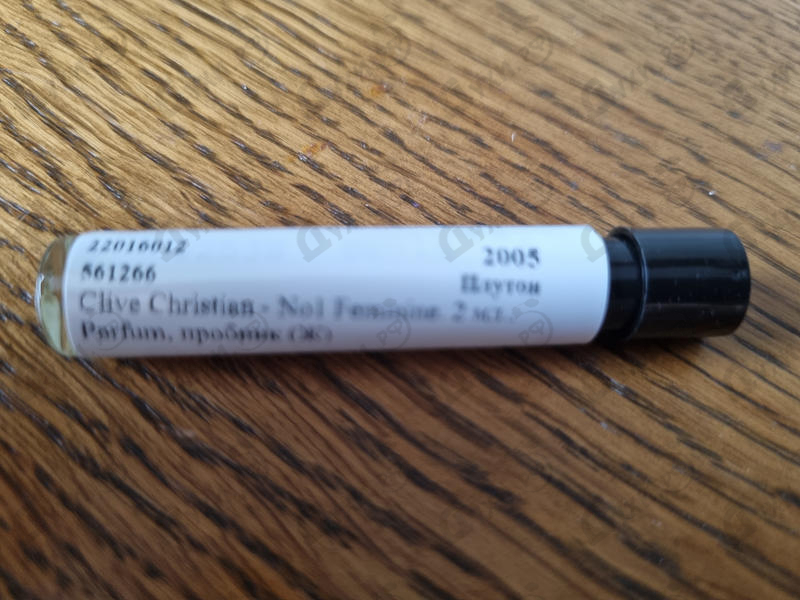 22016012 2005
561266 Плутон
Clive Christian - No1 Feminine. 2 мл.,
Parfum, пробник (Ж)